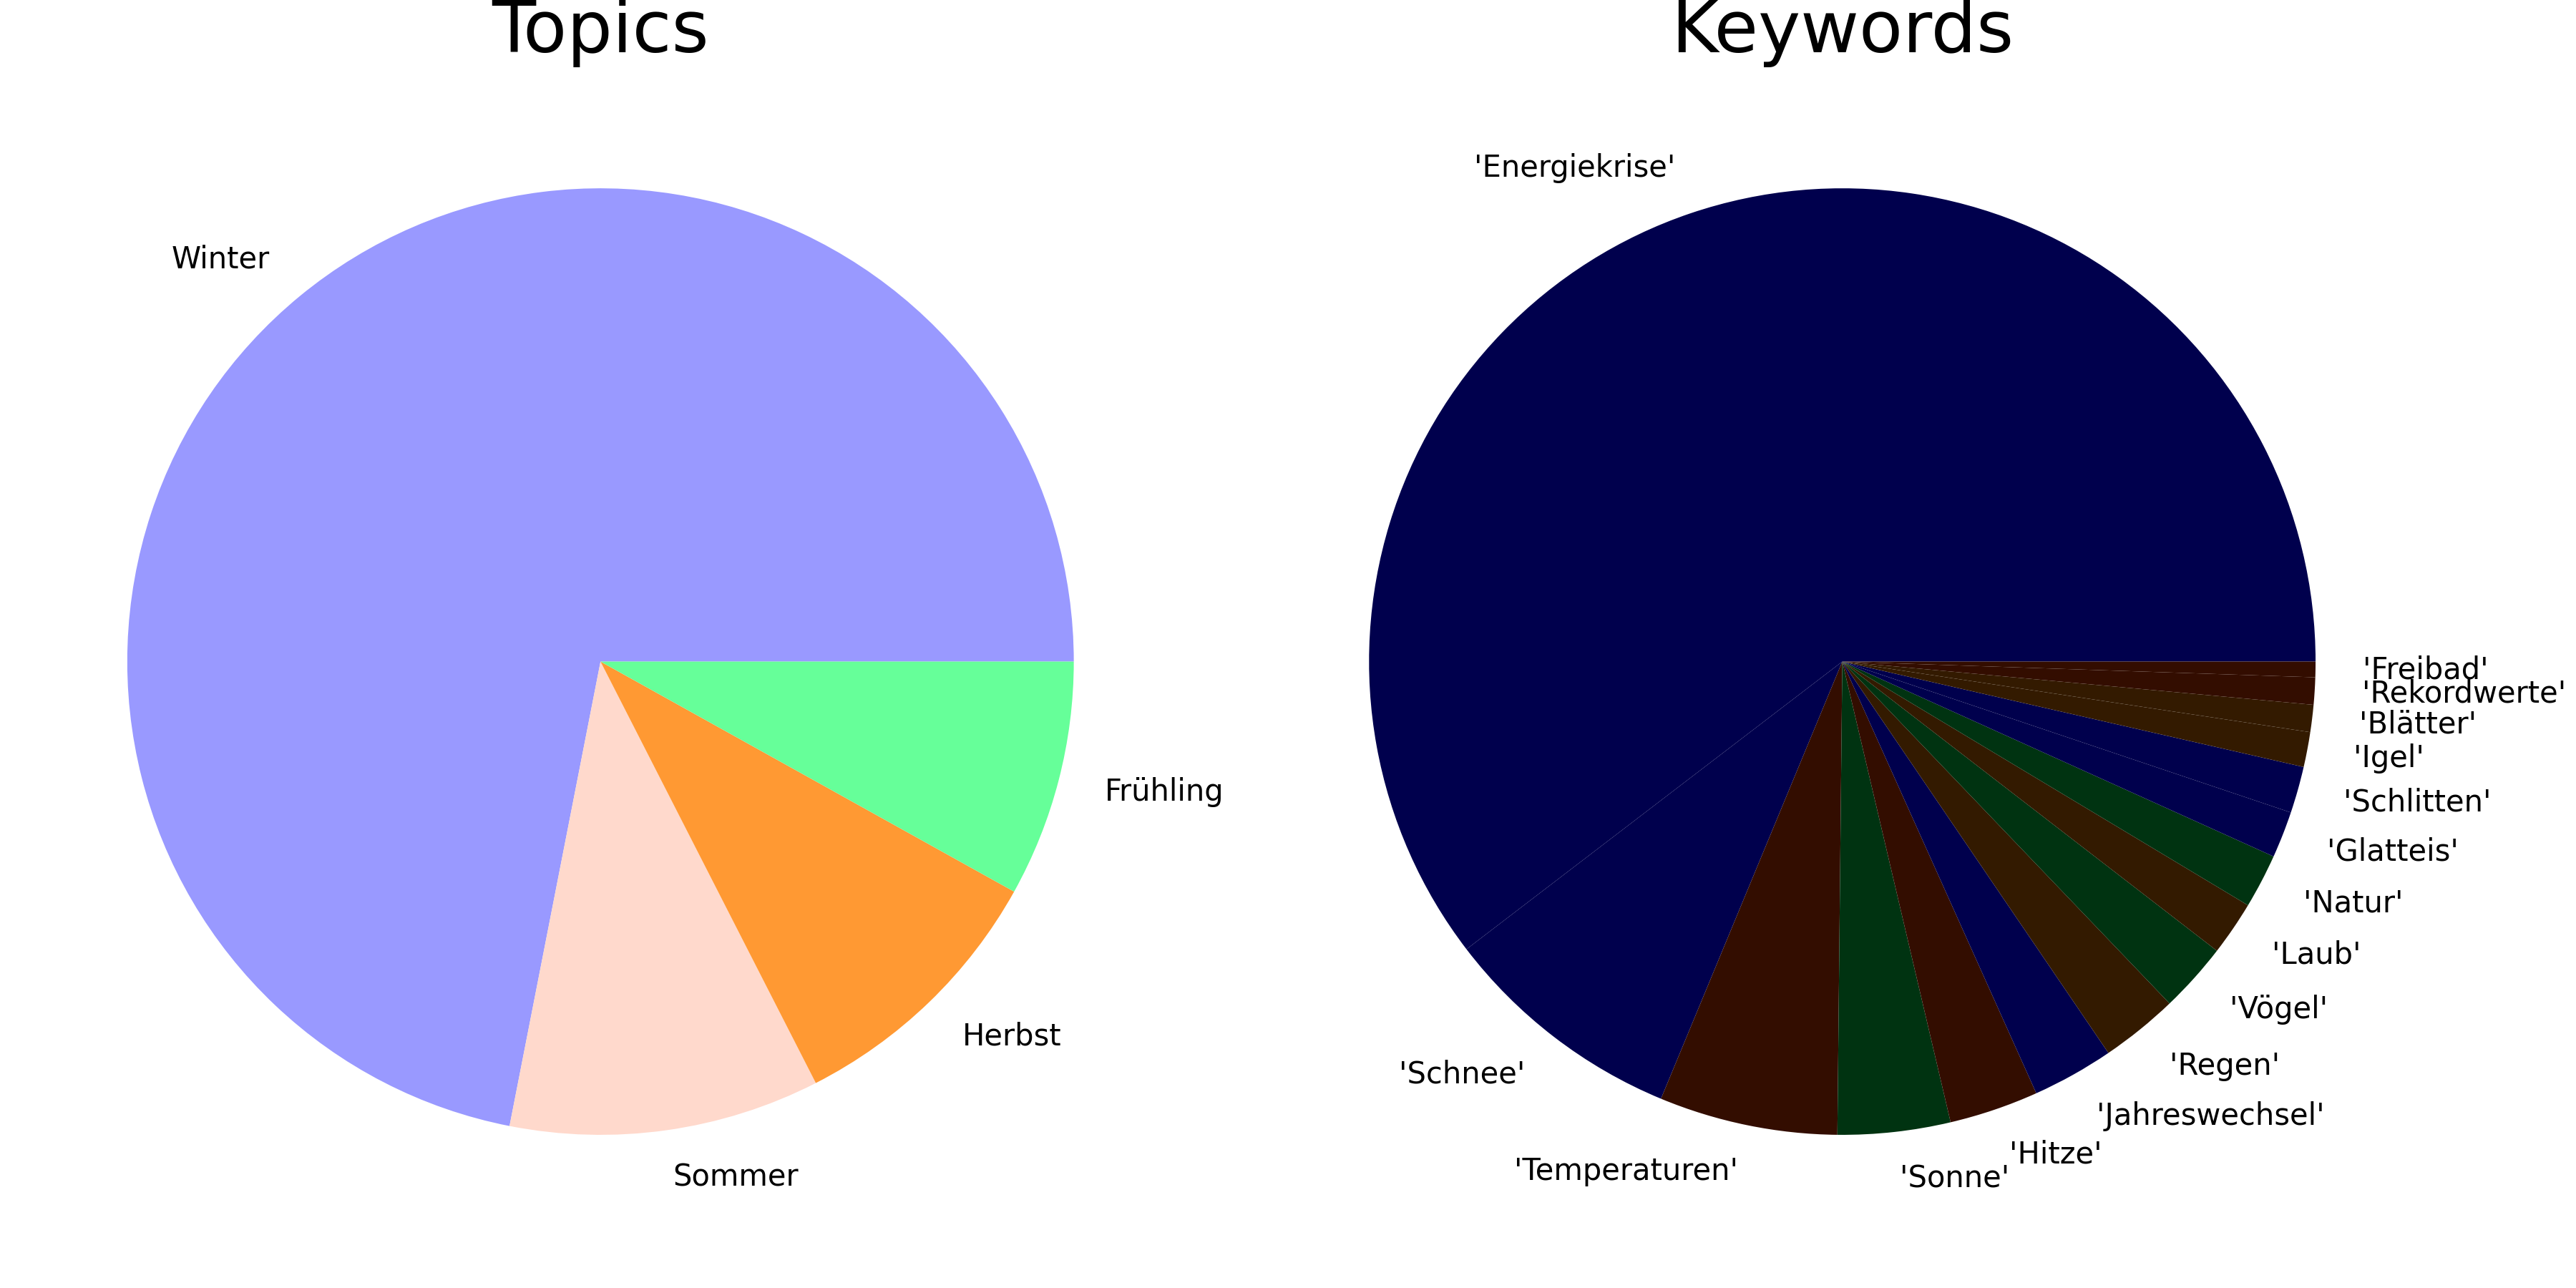 Topics
Winter
Frühling
Herbst
Sommer
Keywords
'Energiekrise'
'Freibad'
'Rekordwerte'
'Blätter'
'Igel'
'Schlitten'
'Glatteis'
'Natur'
'Laub'
'Vögel'
'Regen'
'Jahreswechsel'
'Hitze'
'Sonne'
'Temperaturen'
'Schnee'